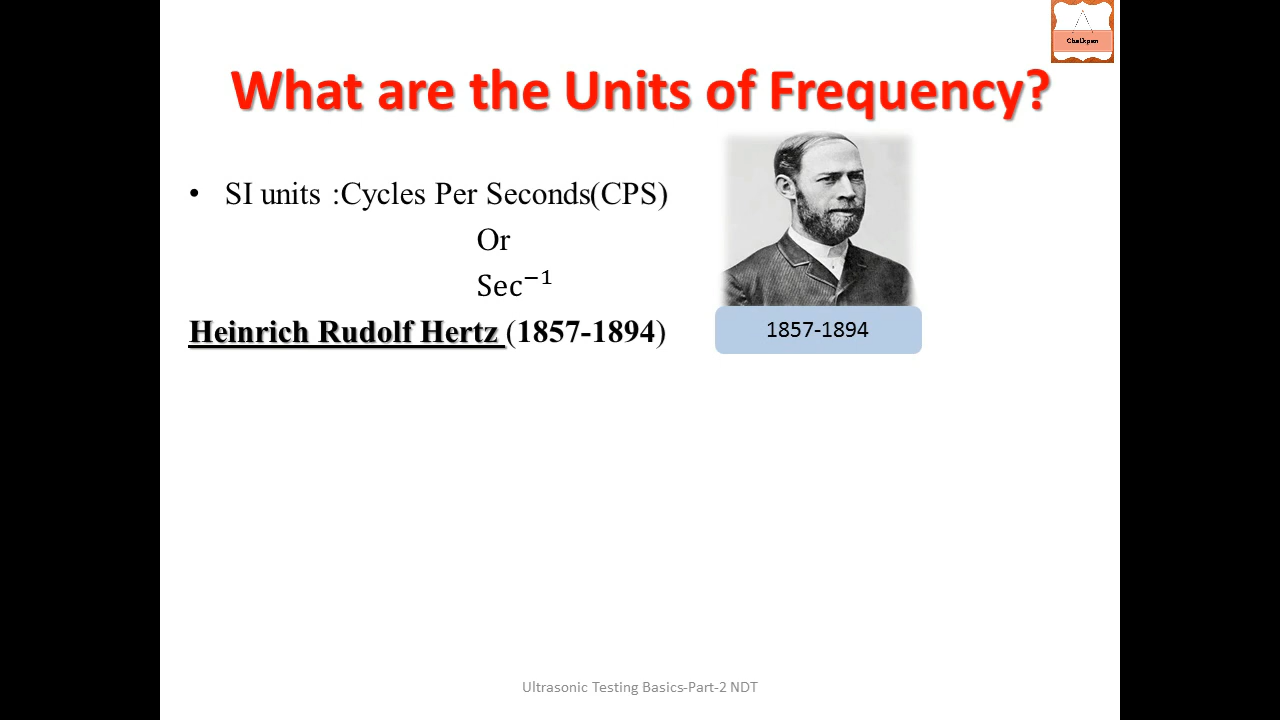 Chalkpen
What are the Units of Frequency?
• SI units :Cycles Per Seconds(CPS)
Or
Sec⁻¹
Heinrich Rudolf Hertz (1857-1894)
1857-1894
Ultrasonic Testing Basics-Part-2 NDT